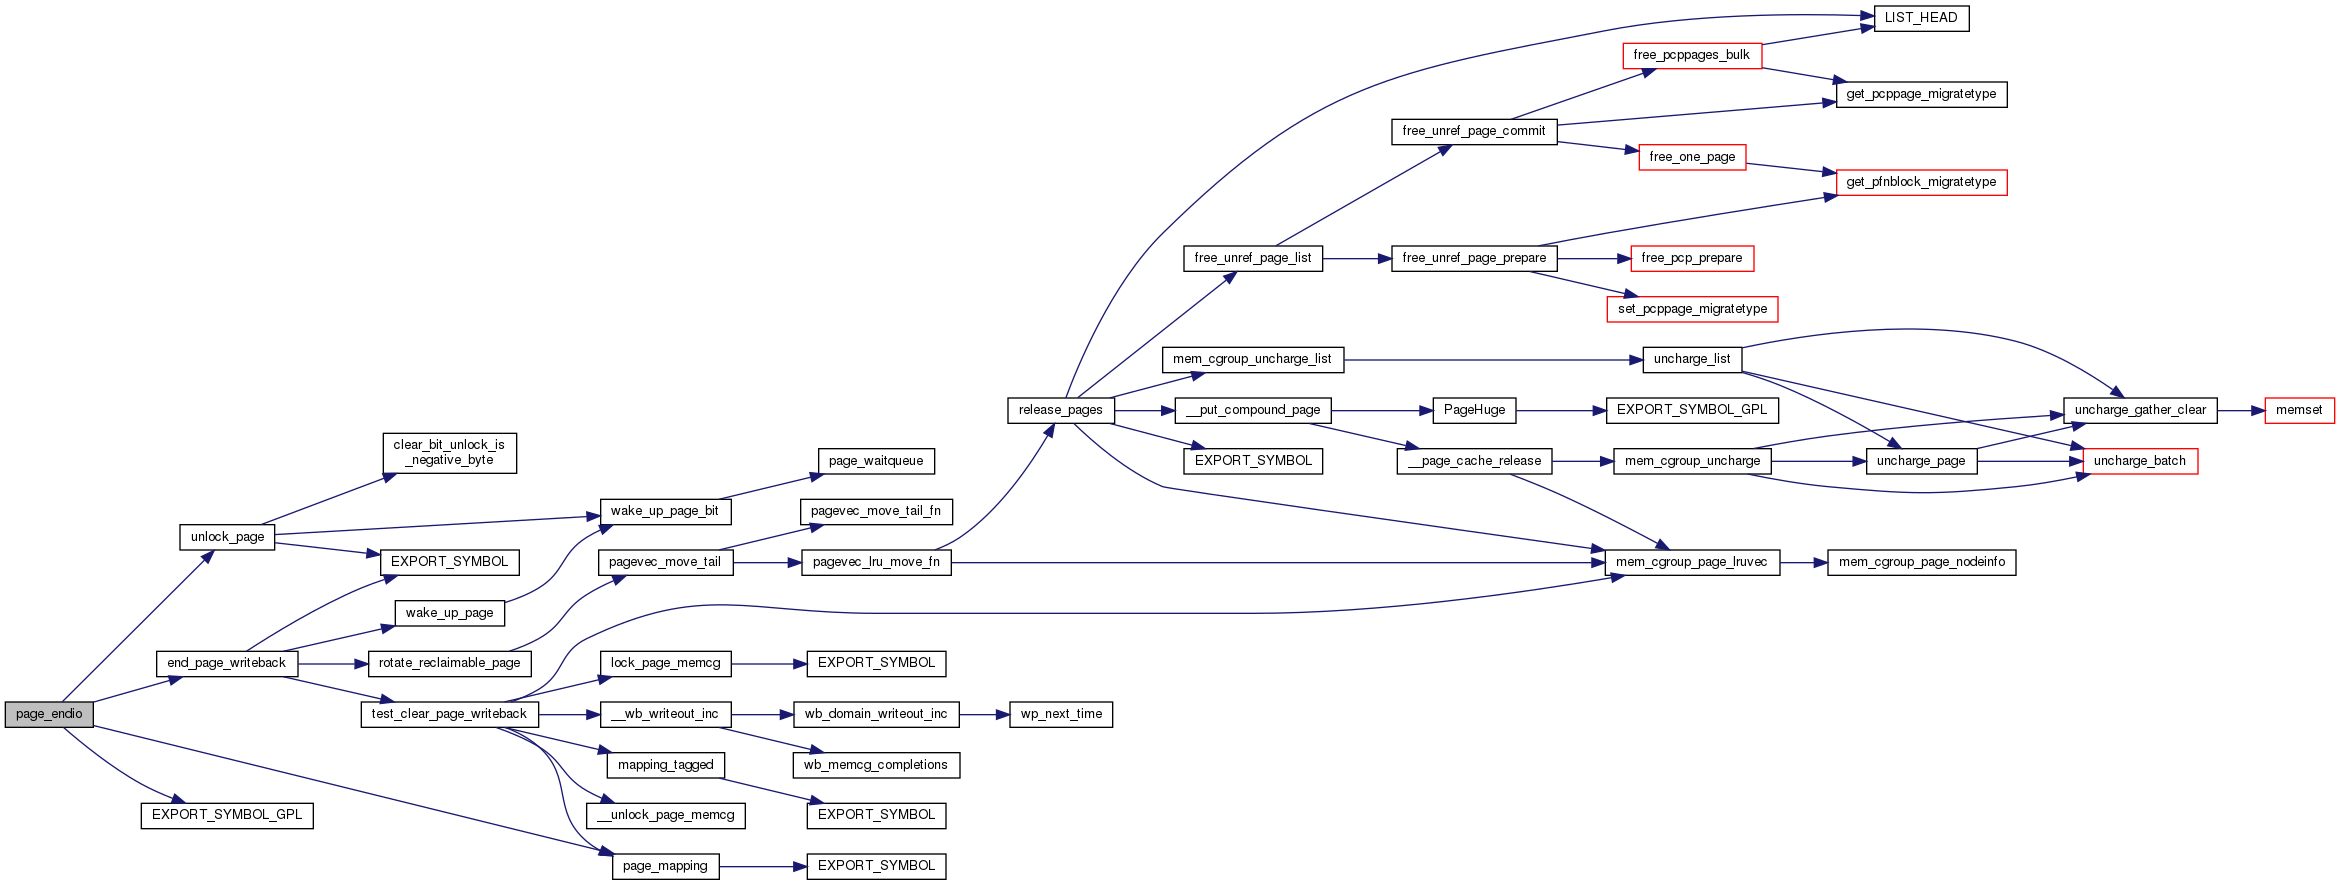 LIST_HEAD
free_pcppages_bulk
get_pcppage_migratetype
free_unref_page_commit
free_one_page
get_pfnblock_migratetype
free_unref_page_list
free_unref_page_prepare
free_pcp_prepare
set_pcppage_migratetype
mem_cgroup_uncharge_list
uncharge_list
release_pages
__put_compound_page
PageHuge
EXPORT_SYMBOL_GPL
uncharge_gather_clear
memset
clear_bit_unlock_is
_negative_byte
page_waitqueue
EXPORT_SYMBOL
__page_cache_release
mem_cgroup_uncharge
uncharge_page
uncharge_batch
wake_up_page_bit
pagevec_move_tail_fn
unlock_page
EXPORT_SYMBOL
pagevec_move_tail
pagevec_lru_move_fn
mem_cgroup_page_lruvec
mem_cgroup_page_nodeinfo
wake_up_page
end_page_writeback
rotate_reclaimable_page
lock_page_memcg
EXPORT_SYMBOL
page_endio
test_clear_page_writeback
__wb_writeout_inc
wb_domain_writeout_inc
wp_next_time
mapping_tagged
wb_memcg_completions
EXPORT_SYMBOL_GPL
__unlock_page_memcg
EXPORT_SYMBOL
page_mapping
EXPORT_SYMBOL